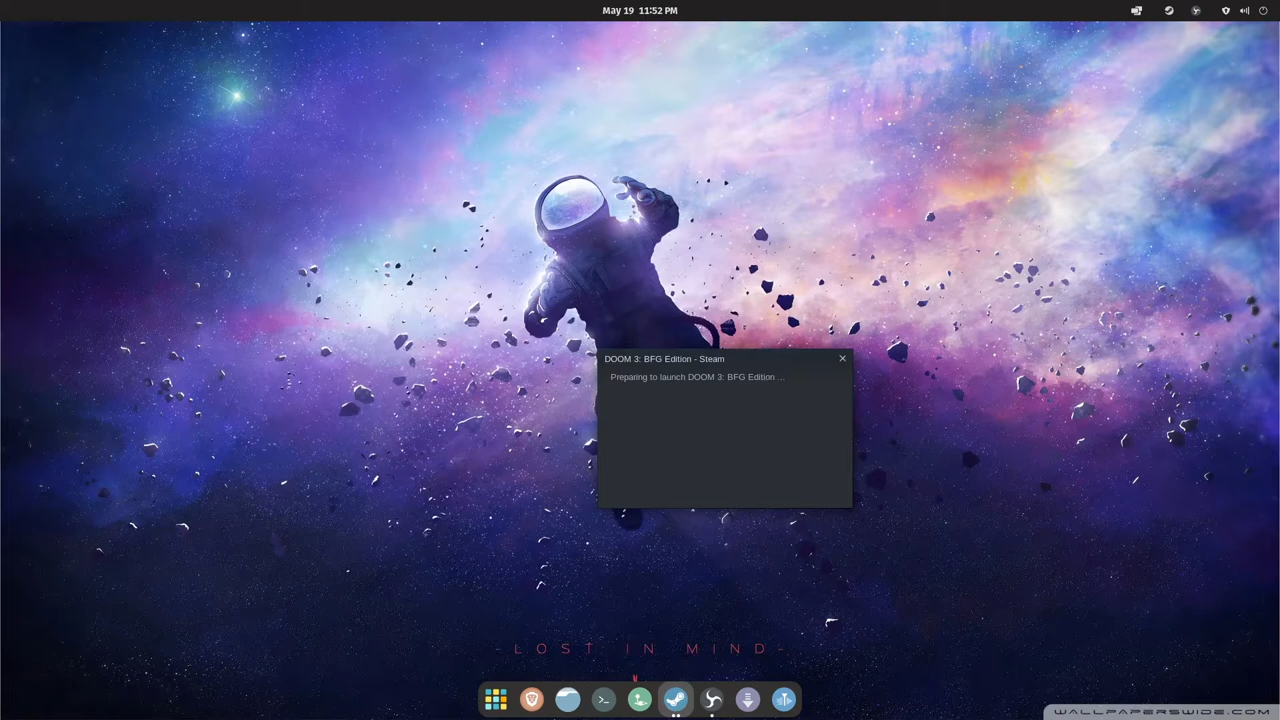 May 19 11:52 PM
DOOM 3: BFG Edition - Steam
Preparing to launch DOOM 3: BFG Edition ...
- LOST IN MIND -
WALLPAPERSWIDE.COM